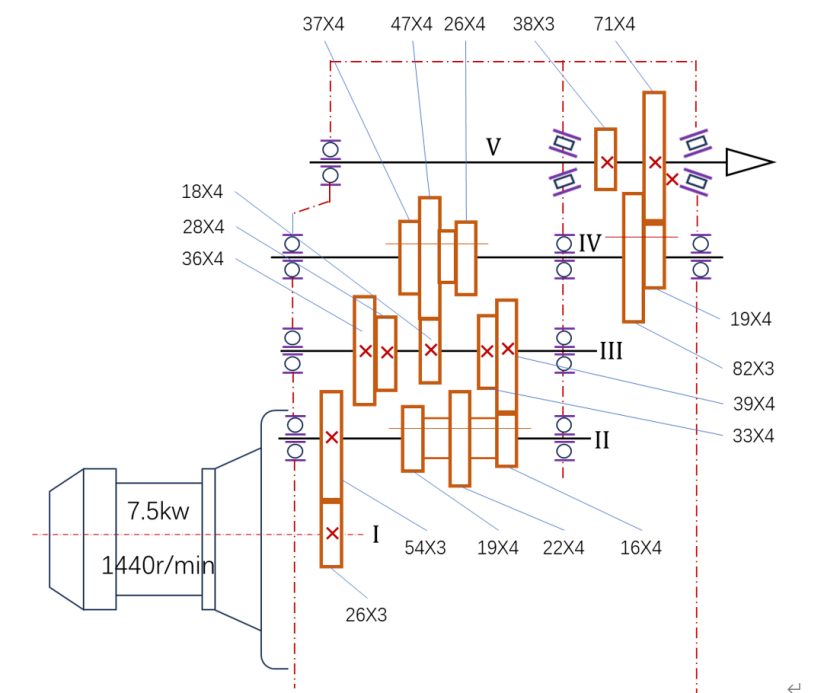 37X4 47X4 26X4 38X3 71X4
V
18X4
28X4
36X4
IV
19X4
III
82X3
39X4
33X4
II
7.5kw
I
1440r/min
54X3 19X4 22X4 16X4
26X3